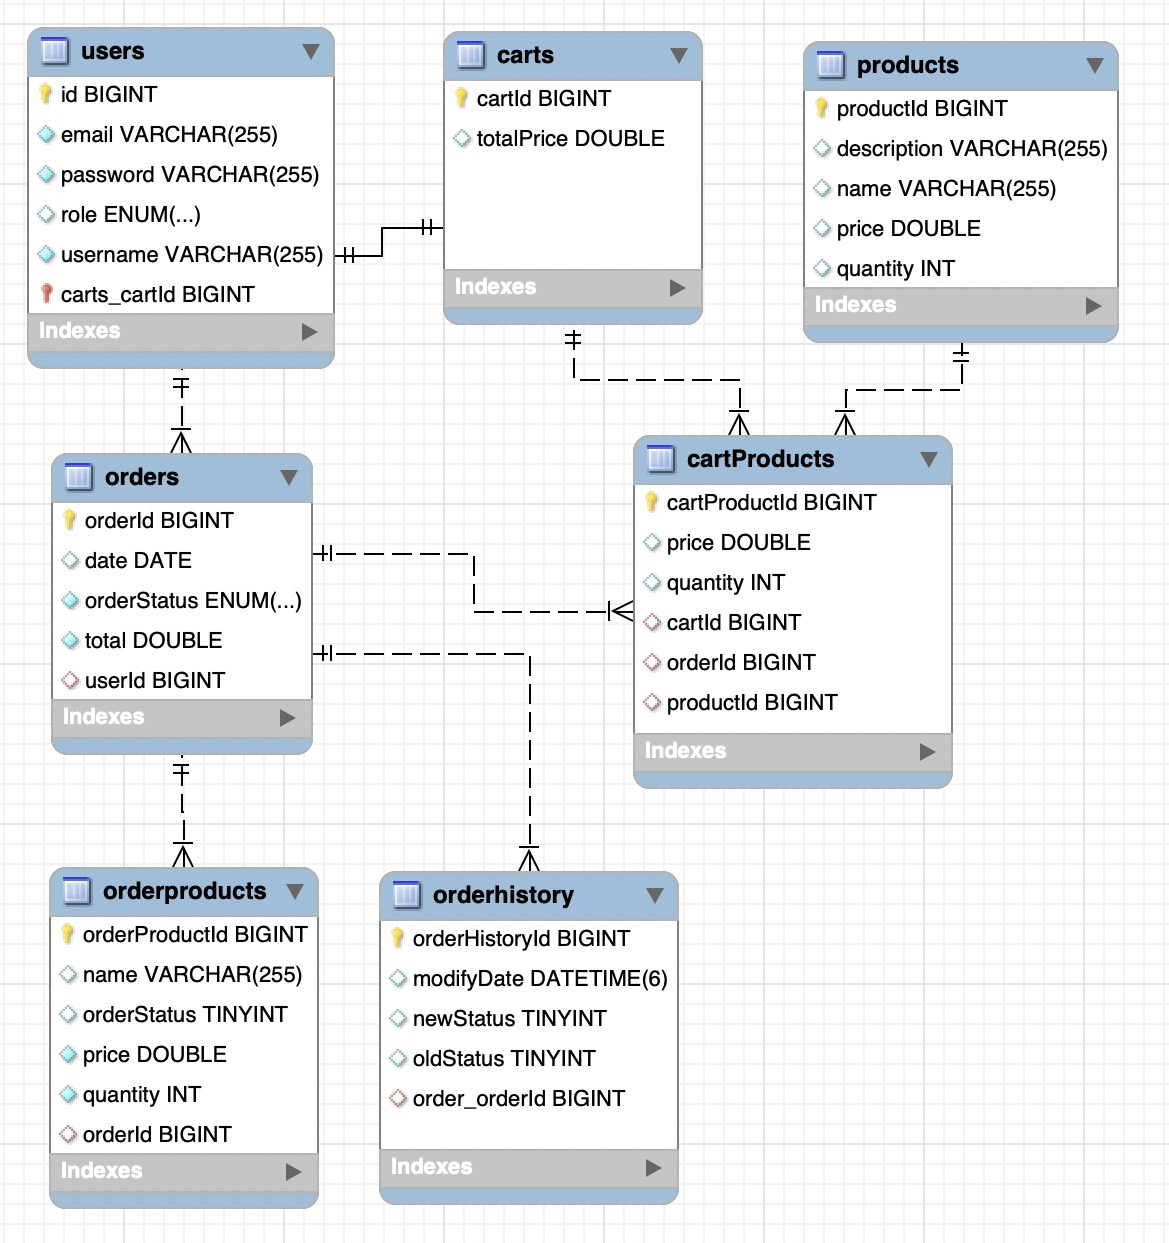 users
id BIGINT
email VARCHAR(255)
password VARCHAR(255)
role ENUM(...)
username VARCHAR(255)
carts_cartId BIGINT
Indexes
carts
cartId BIGINT
totalPrice DOUBLE
Indexes
products
productId BIGINT
description VARCHAR(255)
name VARCHAR(255)
price DOUBLE
quantity INT
Indexes
orders
orderId BIGINT
date DATE
orderStatus ENUM(...)
total DOUBLE
userId BIGINT
Indexes
cartProducts
cartProductId BIGINT
price DOUBLE
quantity INT
cartId BIGINT
orderId BIGINT
productId BIGINT
Indexes
orderproducts
orderProductId BIGINT
name VARCHAR(255)
orderStatus TINYINT
price DOUBLE
quantity INT
orderId BIGINT
Indexes
orderhistory
orderHistoryId BIGINT
modifyDate DATETIME(6)
newStatus TINYINT
oldStatus TINYINT
order_orderId BIGINT
Indexes